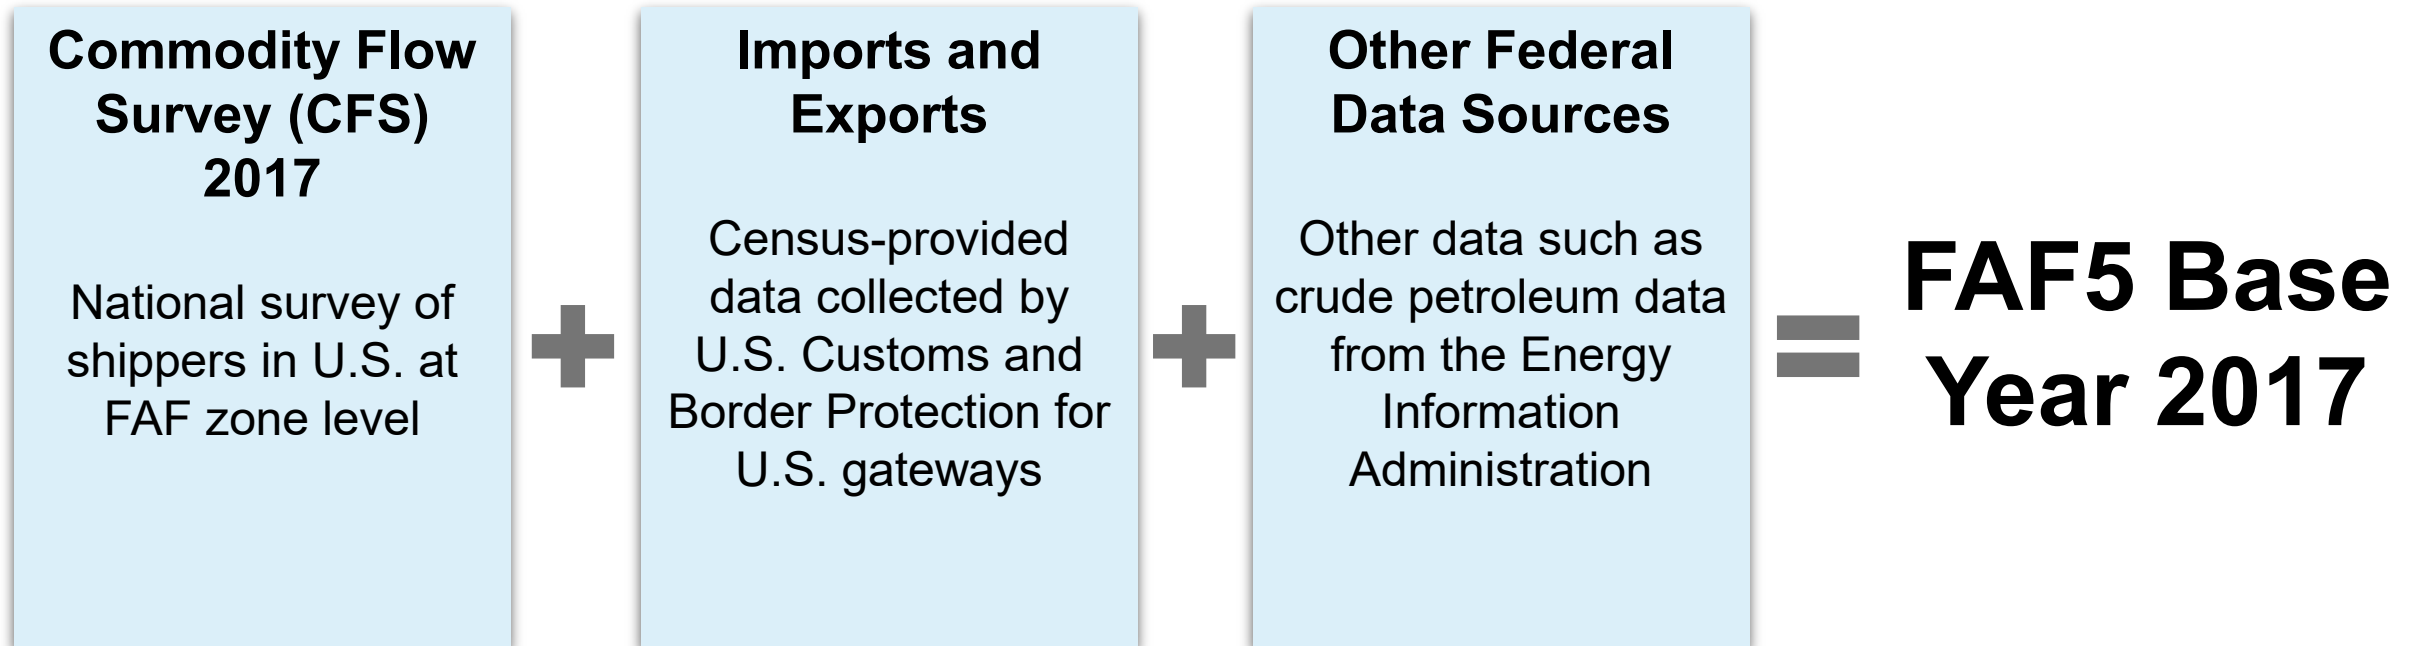 Commodity Flow
Survey (CFS)
2017
National survey of
shippers in U.S. at
FAF zone level
Imports and
Exports
Census-provided
data collected by
U.S. Customs and
Border Protection for
U.S. gateways
Other Federal
Data Sources
Other data such as
crude petroleum data
from the Energy
Information
Administration
FAF5 Base
Year 2017